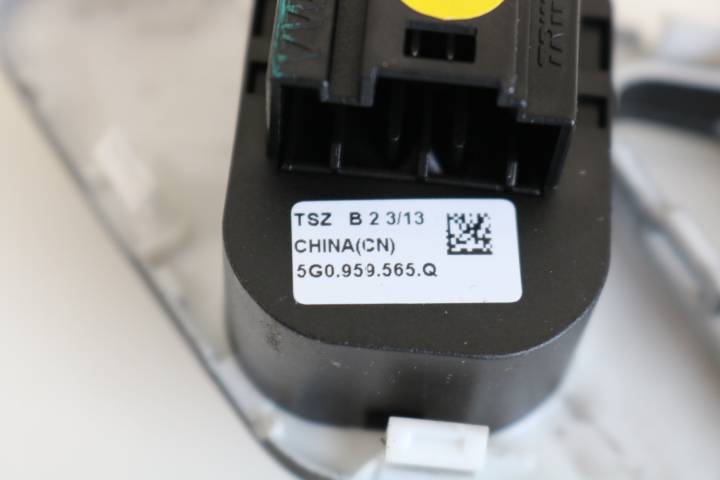 TSZ B 2 3/13
CHINA(CN)
5G0.959.565.Q